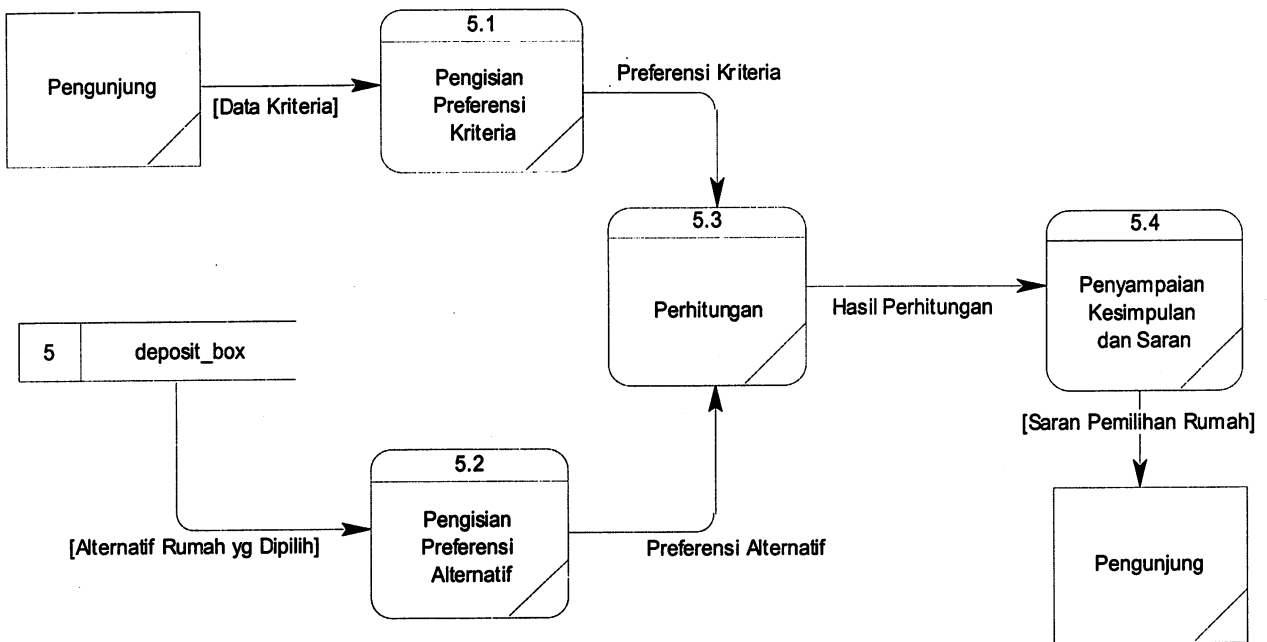 5.1
Pengunjung
[Data Kriteria]
Pengisian
Preferensi
Kriteria
Preferensi Kriteria
5.3
Perhitungan
Hasil Perhitungan
5.4
Penyampaian
Kesimpulan
dan Saran
5
deposit_box
[Alternatif Rumah yg Dipilih]
5.2
Pengisian
Preferensi
Alternatif
Preferensi Alternatif
[Saran Pemilihan Rumah]
Pengunjung